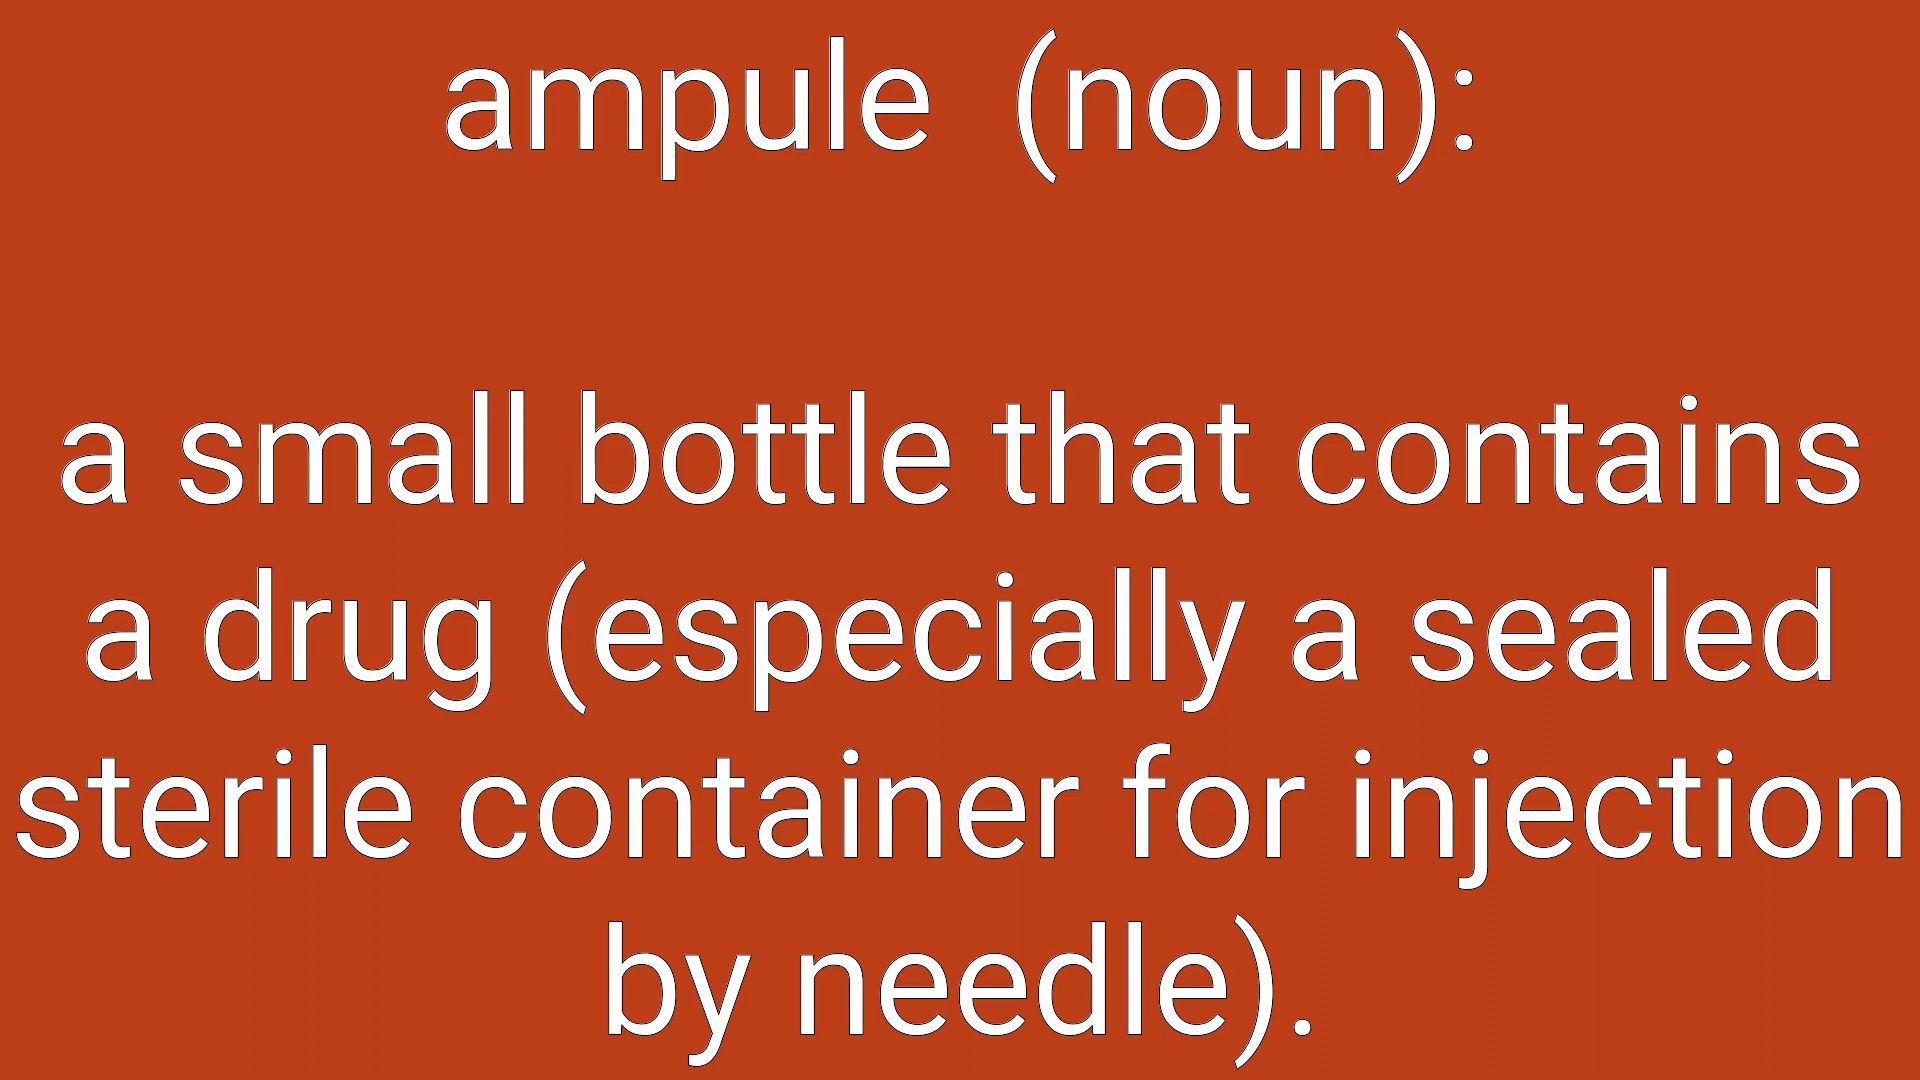 ampule  (noun):
a small bottle that contains
a drug (especially a sealed
sterile container for injection
by needle).